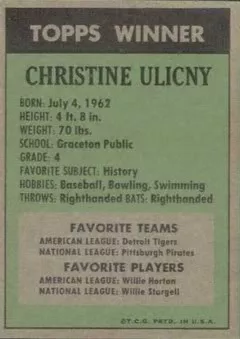 TOPPS WINNER
CHRISTINE ULICNY
BORN: July 4, 1962
HEIGHT: 4 ft. 8 in.
WEIGHT: 70 lbs.
SCHOOL: Graceton Public
GRADE: 4
FAVORITE SUBJECT: History
HOBBIES: Baseball, Bowling, Swimming
THROWS: Righthanded BATS: Righthanded
FAVORITE TEAMS
AMERICAN LEAGUE: Detroit Tigers
NATIONAL LEAGUE: Pittsburgh Pirates
FAVORITE PLAYERS
AMERICAN LEAGUE: Willie Horton
NATIONAL LEAGUE: Willie Stargell
©T.C.G. PRTD. IN U.S.A.